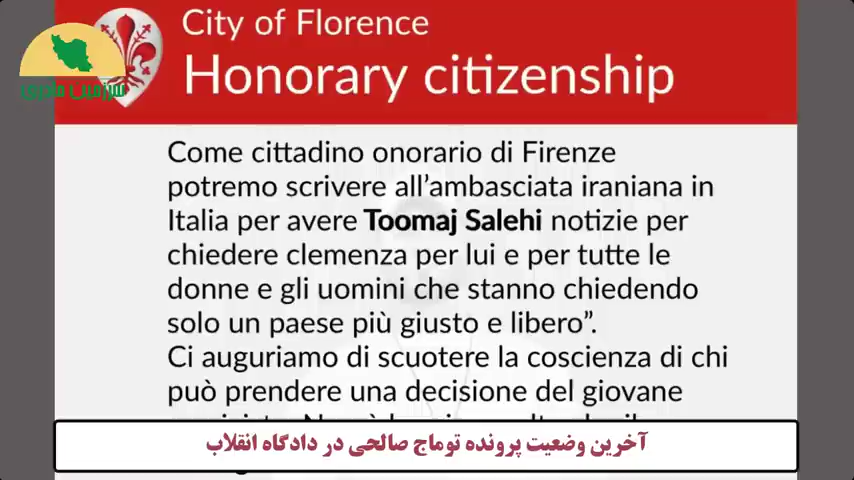 City of Florence
Honorary citizenship
سرزمین مادری
Come cittadino onorario di Firenze
potremo scrivere all'ambasciata iraniana in
Italia per avere Toomaj Salehi notizie per
chiedere clemenza per lui e per tutte le
donne e gli uomini che stanno chiedendo
solo un paese più giusto e libero”.
Ci auguriamo di scuotere la coscienza di chi
può prendere una decisione del giovane
آخرین وضعیت پرونده توماج صالحی در دادگاه انقلاب